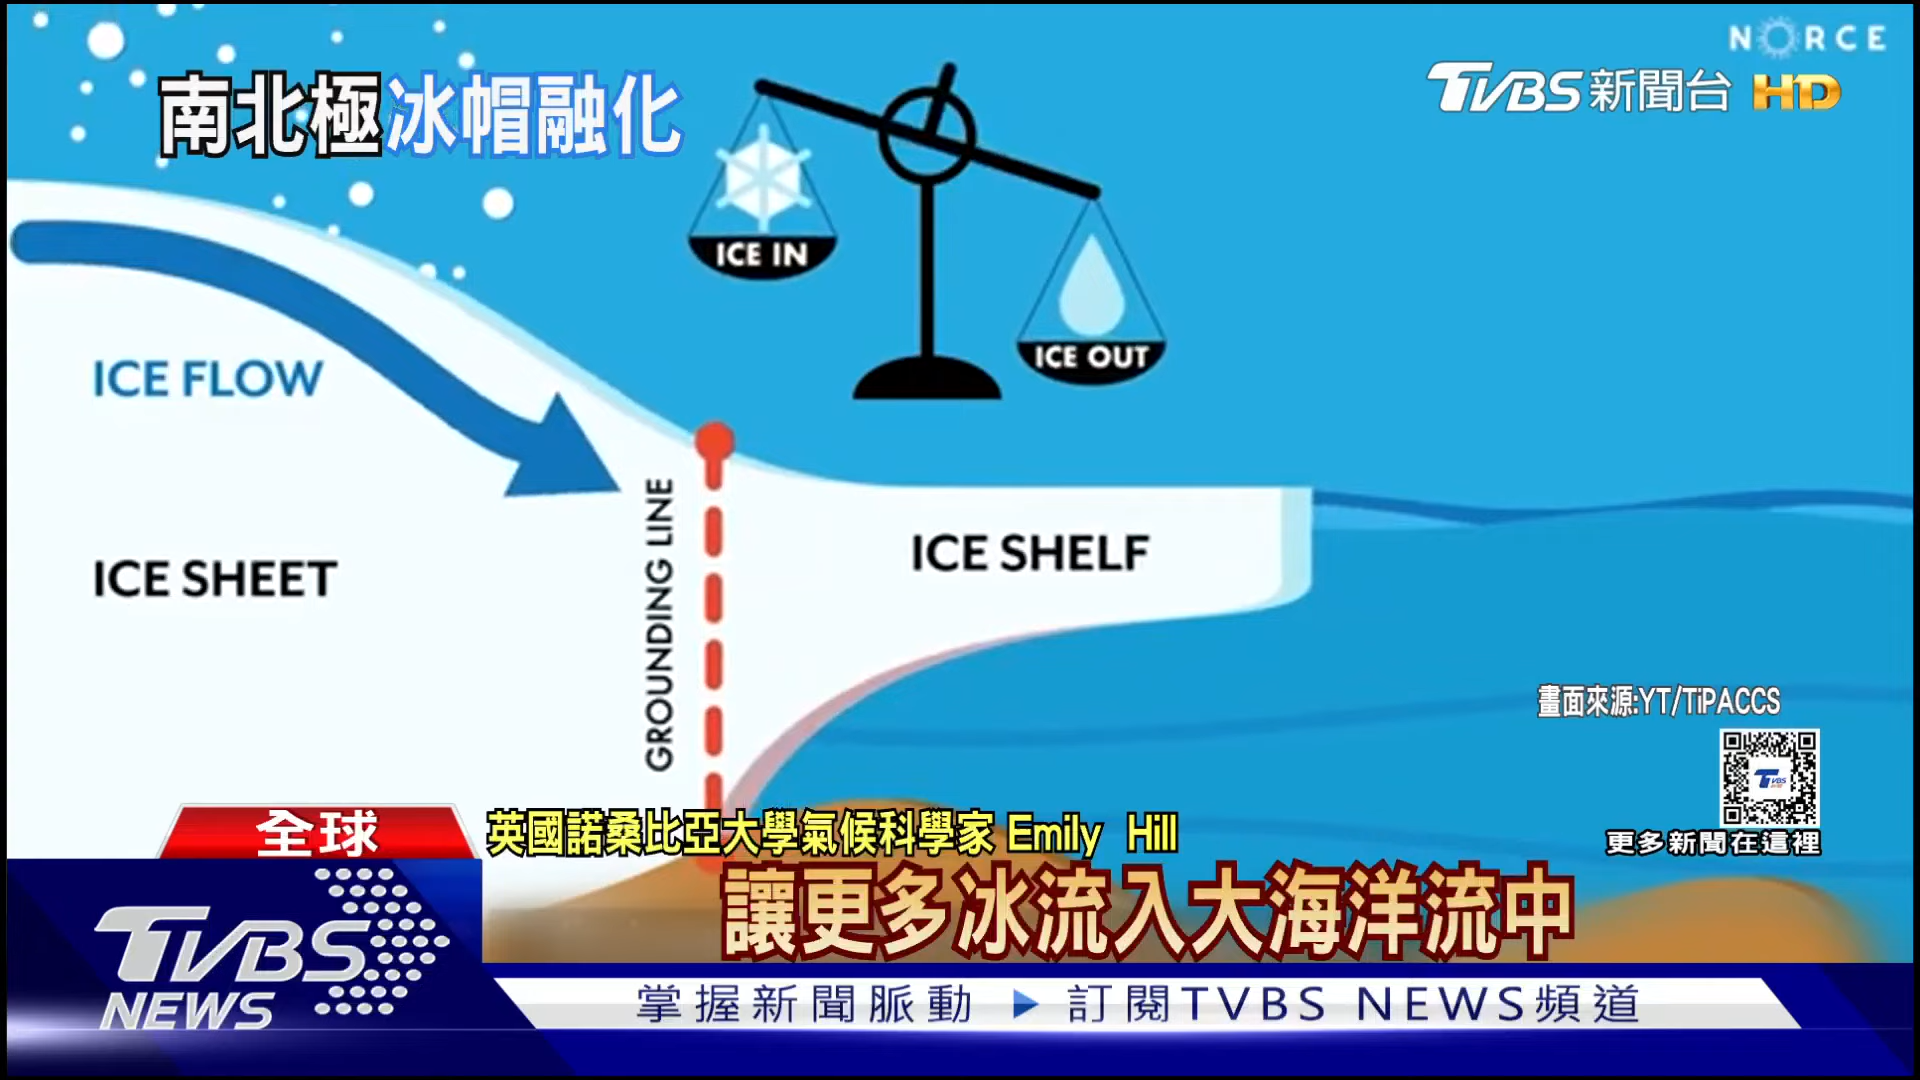 NORCE
TVBS新聞台 HD
南北極冰帽融化
ICE IN
ICE OUT
ICE FLOW
ICE SHEET
GROUNDING LINE
ICE SHELF
畫面來源:YT/TiPACCS
TVBS
更多新聞在這裡
全球
英國諾桑比亞大學氣候科學家 Emily Hill
讓更多冰流入大海洋流中
TVBS NEWS
掌握新聞脈動 ▶ 訂閱TVBS NEWS頻道